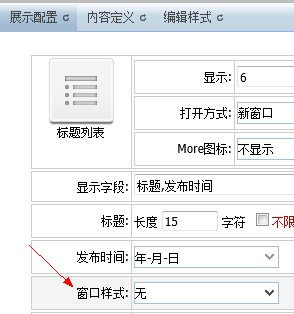 展示配置 内容定义 编辑样式
显示: 6
打开方式: 新窗口
标题列表
More图标: 不显示
显示字段: 标题,发布时间
标题: 长度 15 字符 不限
发布时间: 年-月-日
窗口样式: 无